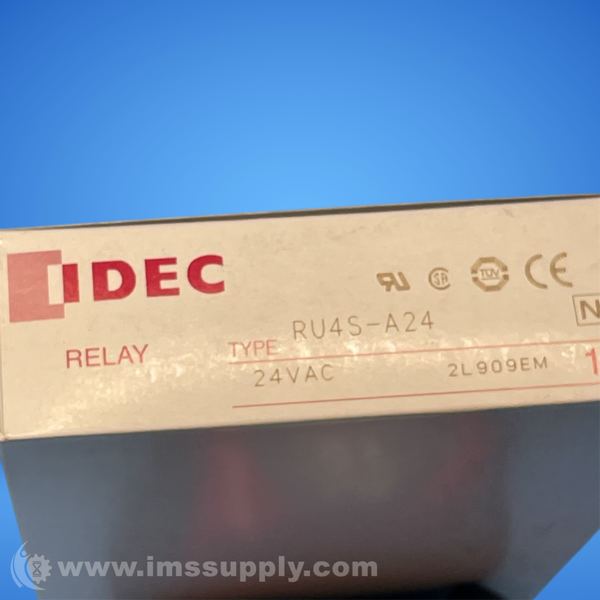 IDEC
RELAY
TYPE RU4S-A24
24VAC 2L909EM
N
1
www.imssupply.com